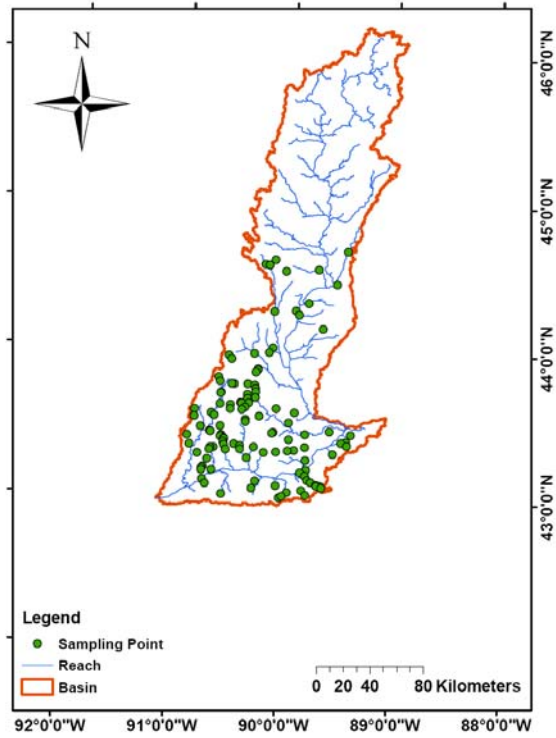 N
46°0'0"N
45°0'0"N
44°0'0"N
43°0'0"N
Legend
Sampling Point
Reach
Basin
0 20 40 80 Kilometers
92°0'0"W 91°0'0"W 90°0'0"W 89°0'0"W 88°0'0"W